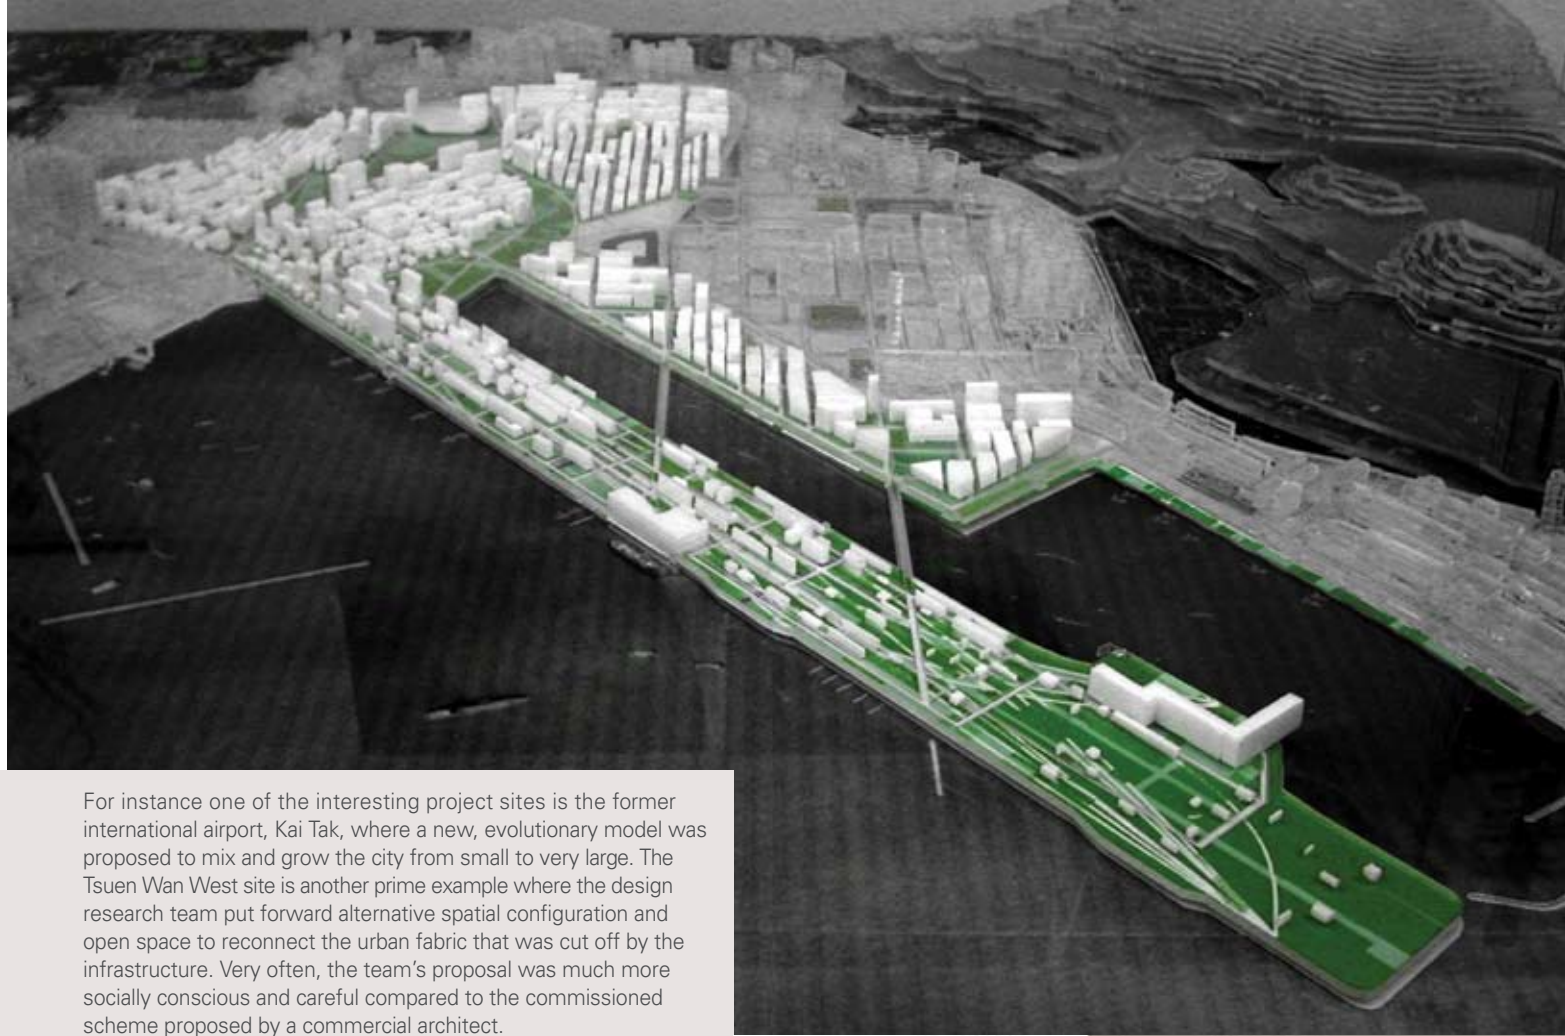 For instance one of the interesting project sites is the former
international airport, Kai Tak, where a new, evolutionary model was
proposed to mix and grow the city from small to very large. The
Tsuen Wan West site is another prime example where the design
research team put forward alternative spatial configuration and
open space to reconnect the urban fabric that was cut off by the
infrastructure. Very often, the team’s proposal was much more
socially conscious and careful compared to the commissioned
scheme proposed by a commercial architect.